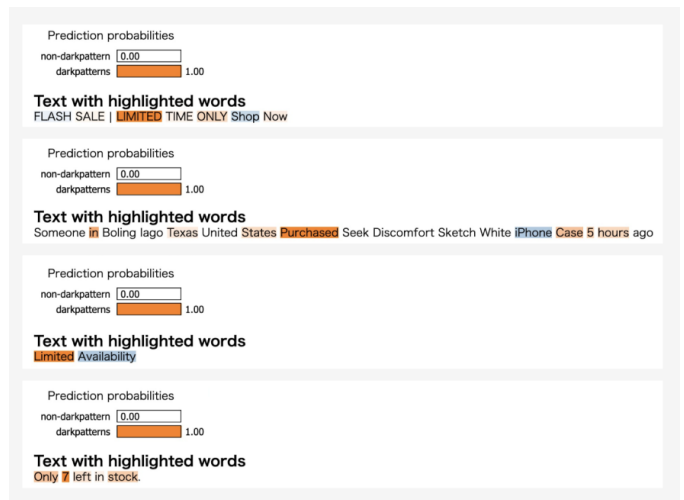 Prediction probabilities
non-darkpattern 0.00
darkpatterns 1.00
Text with highlighted words
FLASH SALE | LIMITED TIME ONLY Shop Now
Prediction probabilities
non-darkpattern 0.00
darkpatterns 1.00
Text with highlighted words
Someone in Boling Iago Texas United States Purchased Seek Discomfort Sketch White iPhone Case 5 hours ago
Prediction probabilities
non-darkpattern 0.00
darkpatterns 1.00
Text with highlighted words
Limited Availability
Prediction probabilities
non-darkpattern 0.00
darkpatterns 1.00
Text with highlighted words
Only 7 left in stock.